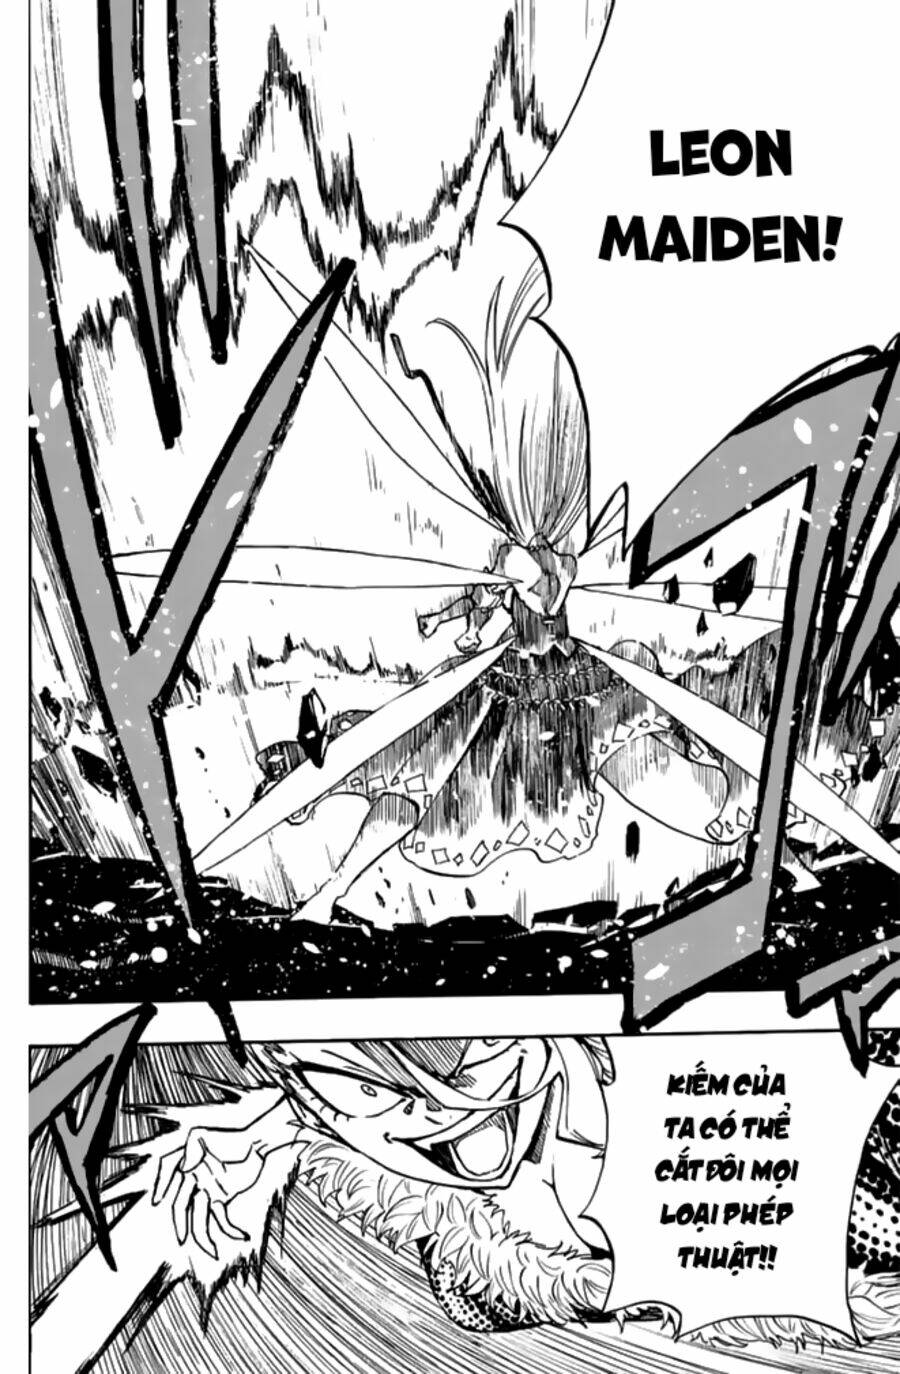 LEON
MAIDEN!
KIẾM CỦA
TA CÓ THỂ
CẮT ĐÔI MỌI
LOẠI PHÉP
THUẬT!!